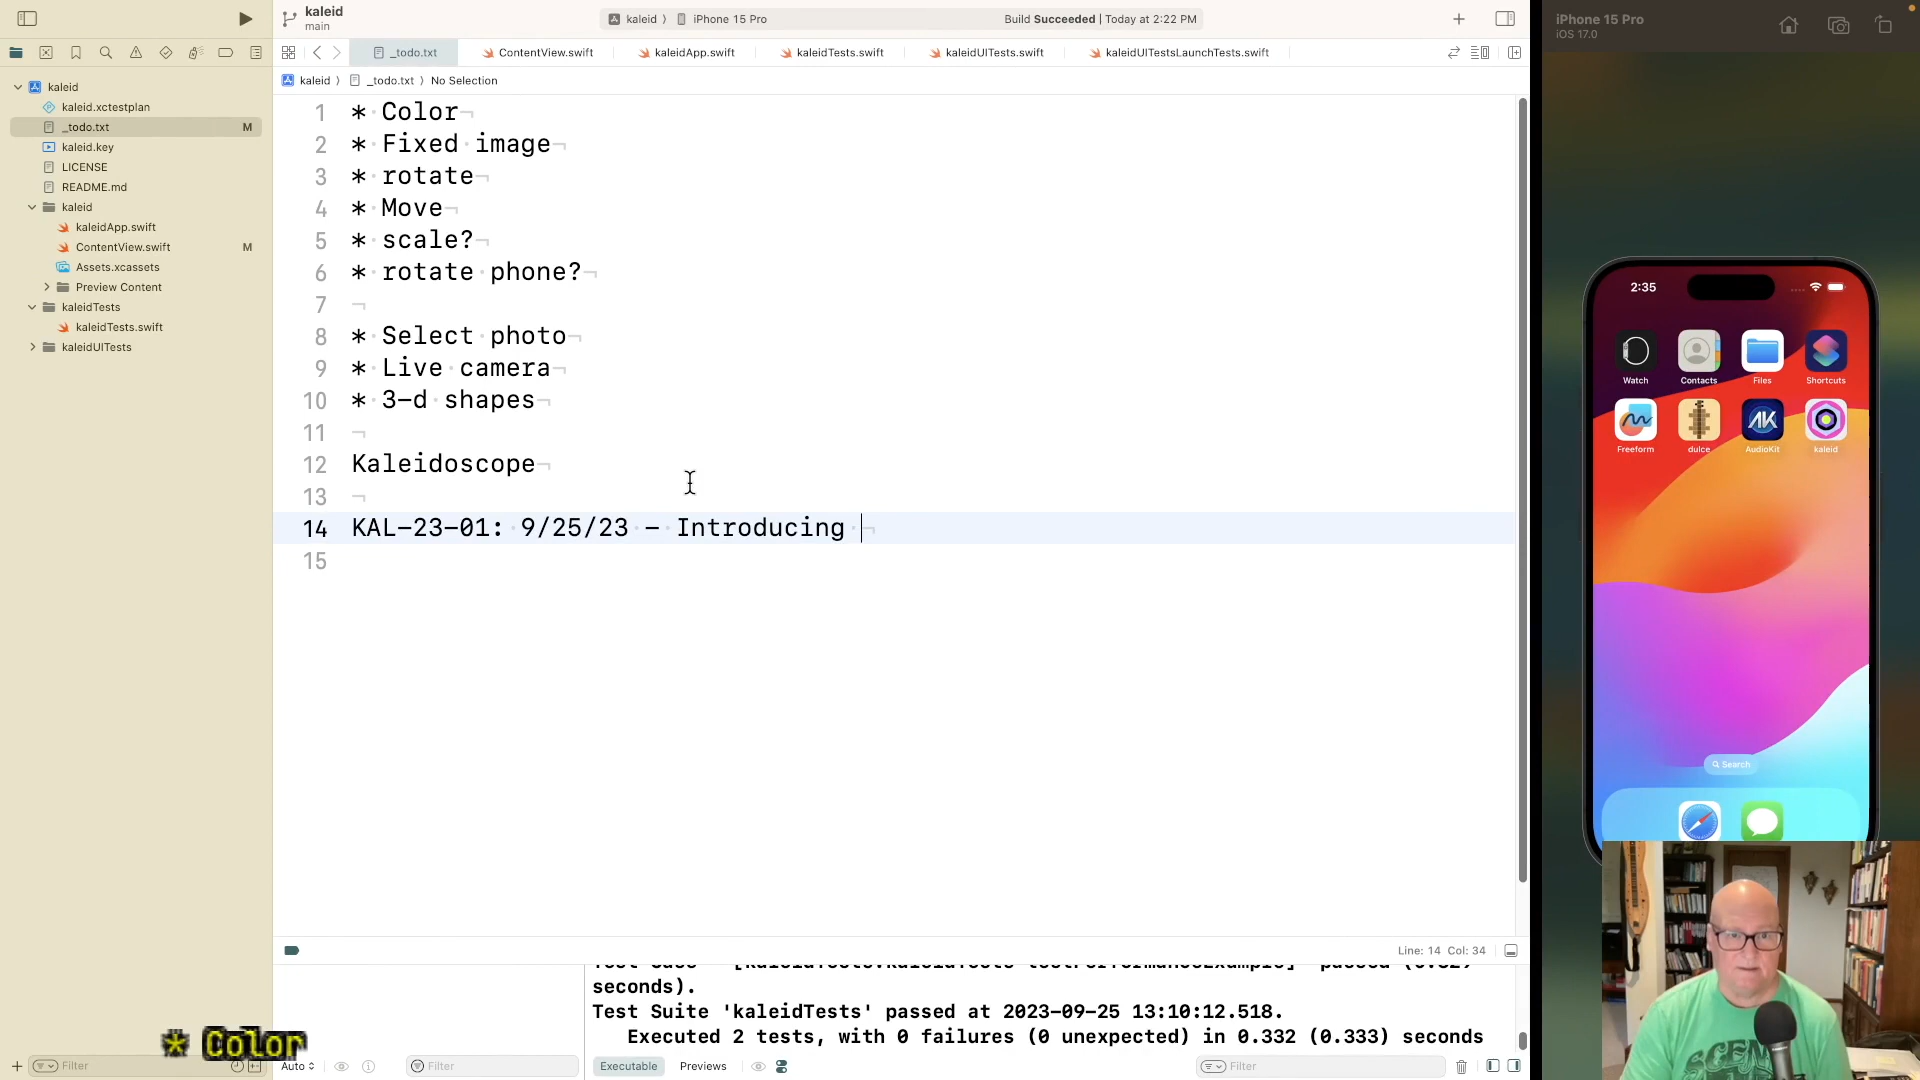 kaleid
main
kaleid ⟩ iPhone 15 Pro
Build Succeeded | Today at 2:22 PM
iPhone 15 Pro
iOS 17.0
_todo.txt
ContentView.swift
kaleidApp.swift
kaleidTests.swift
kaleidUITests.swift
kaleidUITestsLaunchTests.swift
kaleid ⟩ _todo.txt ⟩ No Selection
kaleid
kaleid.xctestplan
_todo.txt M
kaleid.key
LICENSE
README.md
kaleid
kaleidApp.swift
ContentView.swift M
Assets.xcassets
Preview Content
kaleidTests
kaleidTests.swift
kaleidUITests
1 * Color
2 * Fixed image
3 * rotate
4 * Move
5 * scale?
6 * rotate phone?
7
8 * Select photo
9 * Live camera
10 * 3-d shapes
11
12 Kaleidoscope
13
14 KAL-23-01: 9/25/23 - Introducing
15
2:35
Watch Contacts Files Shortcuts
Freeform dulce AudioKit kaleid
Search
Line: 14 Col: 34
seconds).
Test Suite 'kaleidTests' passed at 2023-09-25 13:10:12.518.
Executed 2 tests, with 0 failures (0 unexpected) in 0.332 (0.333) seconds
* Color
Filter
Auto
Filter
Executable Previews
Filter